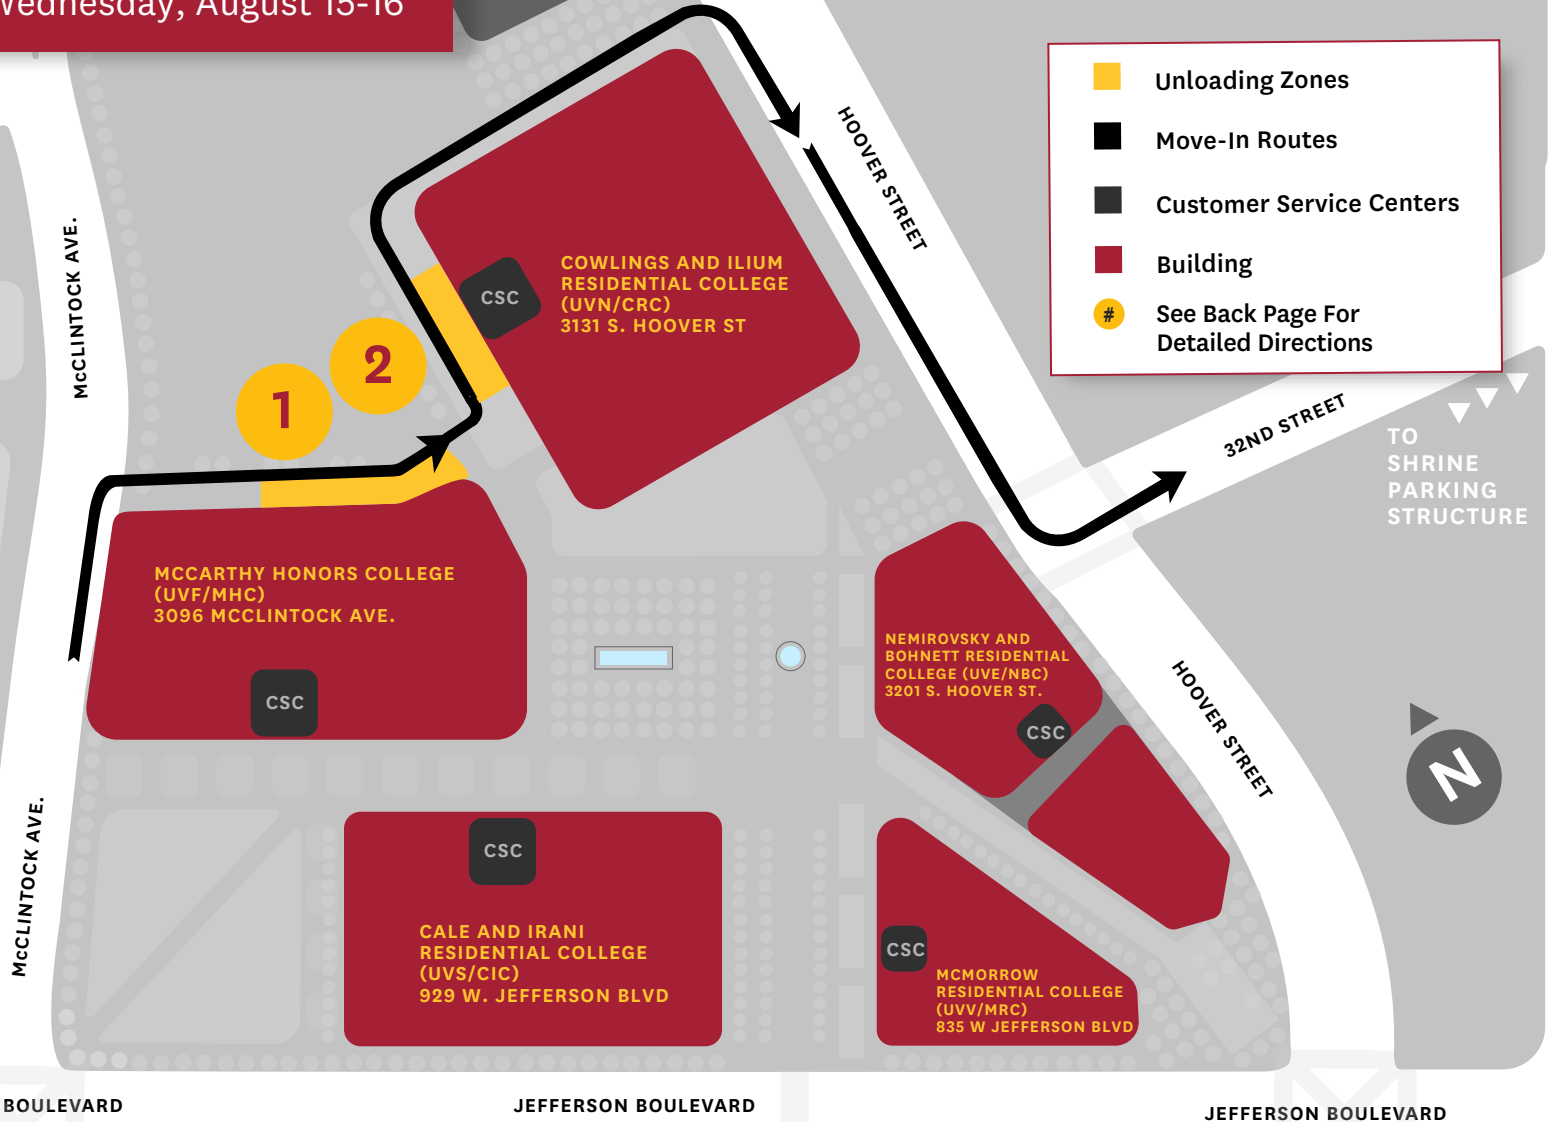 Wednesday, August 15-16
Unloading Zones
Move-In Routes
Customer Service Centers
Building
#
See Back Page For
Detailed Directions
HOOVER STREET
McCLINTOCK AVE.
COWLINGS AND ILIUM
RESIDENTIAL COLLEGE
(UVN/CRC)
3131 S. HOOVER ST
CSC
2
1
32ND STREET
TO
SHRINE
PARKING
STRUCTURE
MCCARTHY HONORS COLLEGE
(UVF/MHC)
3096 MCCLINTOCK AVE.
CSC
NEMIROVSKY AND
BOHNETT RESIDENTIAL
COLLEGE (UVE/NBC)
3201 S. HOOVER ST.
CSC
HOOVER STREET
N
McCLINTOCK AVE.
CSC
CALE AND IRANI
RESIDENTIAL COLLEGE
(UVS/CIC)
929 W. JEFFERSON BLVD
CSC
MCMORROW
RESIDENTIAL COLLEGE
(UVV/MRC)
835 W JEFFERSON BLVD
BOULEVARD
JEFFERSON BOULEVARD
JEFFERSON BOULEVARD